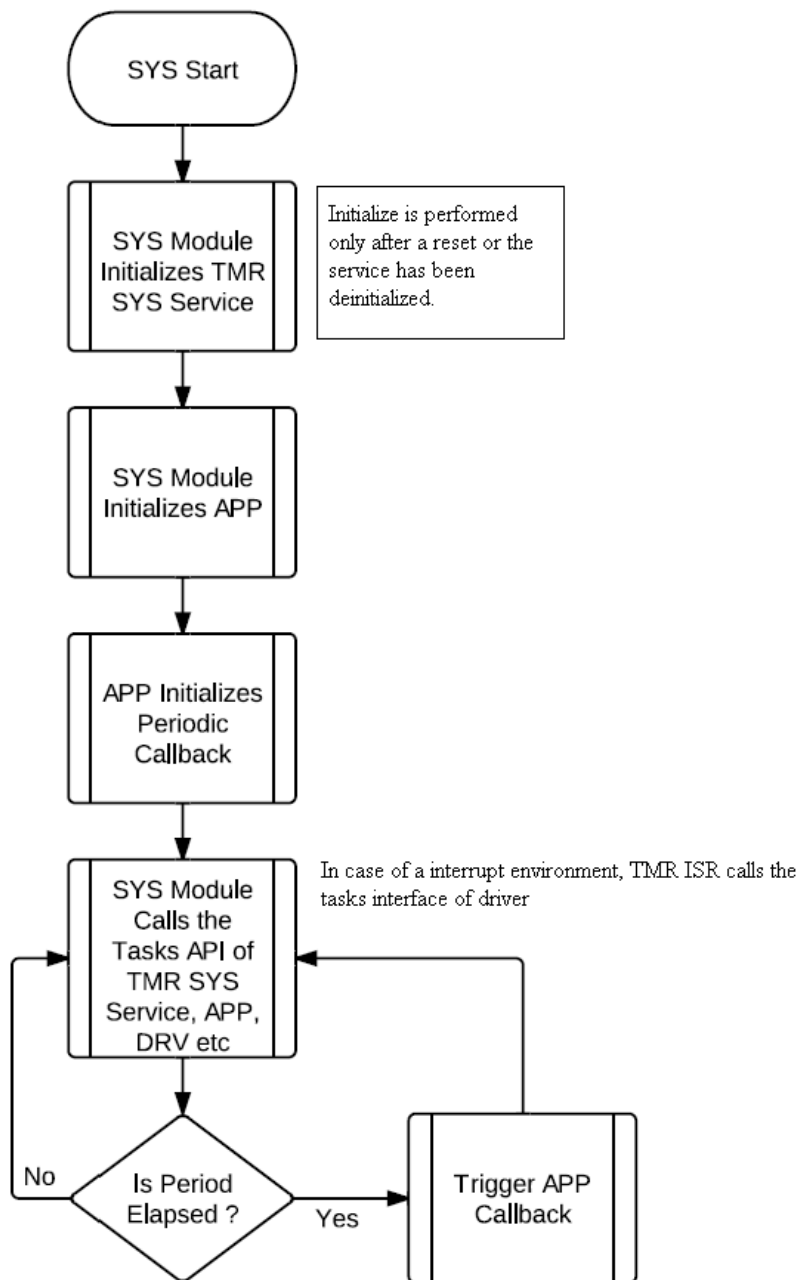 SYS Start
SYS Module
Initializes TMR
SYS Service
Initialize is performed
only after a reset or the
service has been
deinitialized.
SYS Module
Initializes APP
APP Initializes
Periodic
Callback
SYS Module
Calls the
Tasks API of
TMR SYS
Service, APP,
DRV etc
In case of a interrupt environment, TMR ISR calls the
tasks interface of driver
No
Is Period
Elapsed ?
Yes
Trigger APP
Callback